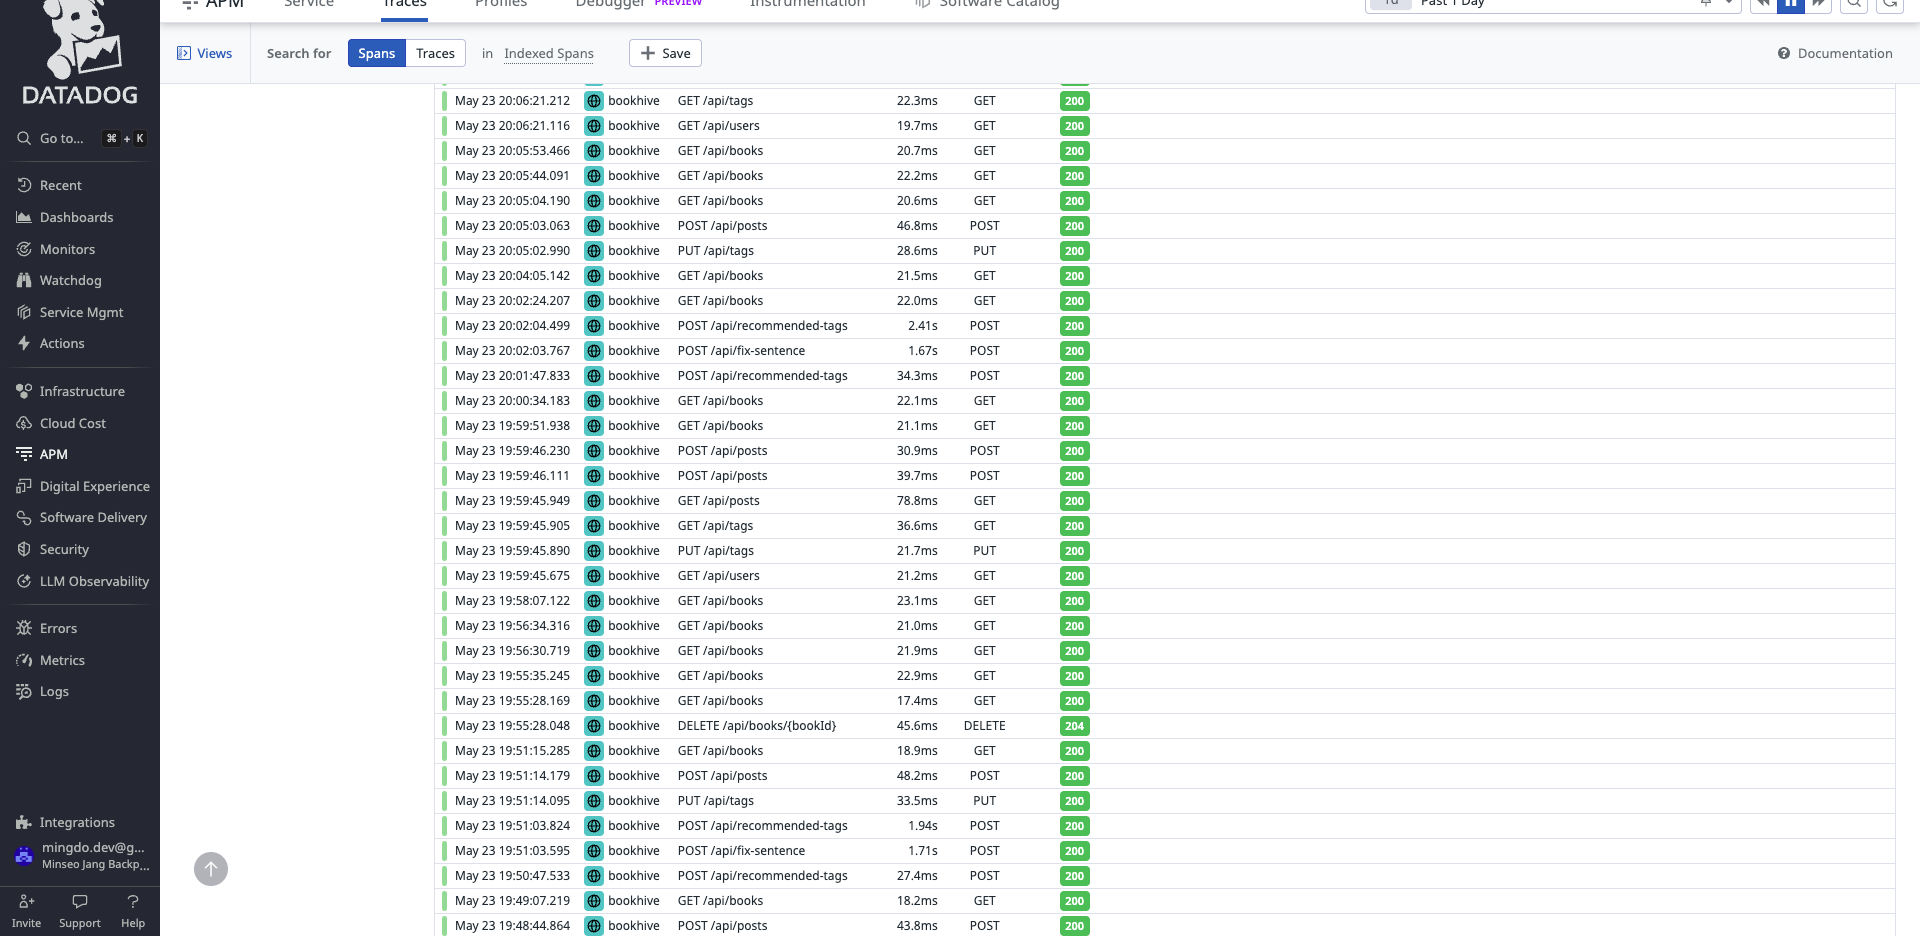 APM
Service
Traces
Profiles
Debugger PREVIEW
Instrumentation
Software Catalog
1d Past 1 Day
DATADOG
Views
Search for
Spans Traces
in Indexed Spans
Save
Documentation
Go to... ⌘ + K
Recent
Dashboards
Monitors
Watchdog
Service Mgmt
Actions
Infrastructure
Cloud Cost
APM
Digital Experience
Software Delivery
Security
LLM Observability
Errors
Metrics
Logs
Integrations
mingdo.dev@g...
Minseo Jang Backp...
Invite
Support
Help
May 23 20:06:21.212 bookhive GET /api/tags 22.3ms GET 200
May 23 20:06:21.116 bookhive GET /api/users 19.7ms GET 200
May 23 20:05:53.466 bookhive GET /api/books 20.7ms GET 200
May 23 20:05:44.091 bookhive GET /api/books 22.2ms GET 200
May 23 20:05:04.190 bookhive GET /api/books 20.6ms GET 200
May 23 20:05:03.063 bookhive POST /api/posts 46.8ms POST 200
May 23 20:05:02.990 bookhive PUT /api/tags 28.6ms PUT 200
May 23 20:04:05.142 bookhive GET /api/books 21.5ms GET 200
May 23 20:02:24.207 bookhive GET /api/books 22.0ms GET 200
May 23 20:02:04.499 bookhive POST /api/recommended-tags 2.41s POST 200
May 23 20:02:03.767 bookhive POST /api/fix-sentence 1.67s POST 200
May 23 20:01:47.833 bookhive POST /api/recommended-tags 34.3ms POST 200
May 23 20:00:34.183 bookhive GET /api/books 22.1ms GET 200
May 23 19:59:51.938 bookhive GET /api/books 21.1ms GET 200
May 23 19:59:46.230 bookhive POST /api/posts 30.9ms POST 200
May 23 19:59:46.111 bookhive POST /api/posts 39.7ms POST 200
May 23 19:59:45.949 bookhive GET /api/posts 78.8ms GET 200
May 23 19:59:45.905 bookhive GET /api/tags 36.6ms GET 200
May 23 19:59:45.890 bookhive PUT /api/tags 21.7ms PUT 200
May 23 19:59:45.675 bookhive GET /api/users 21.2ms GET 200
May 23 19:58:07.122 bookhive GET /api/books 23.1ms GET 200
May 23 19:56:34.316 bookhive GET /api/books 21.0ms GET 200
May 23 19:56:30.719 bookhive GET /api/books 21.9ms GET 200
May 23 19:55:35.245 bookhive GET /api/books 22.9ms GET 200
May 23 19:55:28.169 bookhive GET /api/books 17.4ms GET 200
May 23 19:55:28.048 bookhive DELETE /api/books/{bookId} 45.6ms DELETE 204
May 23 19:51:15.285 bookhive GET /api/books 18.9ms GET 200
May 23 19:51:14.179 bookhive POST /api/posts 48.2ms POST 200
May 23 19:51:14.095 bookhive PUT /api/tags 33.5ms PUT 200
May 23 19:51:03.824 bookhive POST /api/recommended-tags 1.94s POST 200
May 23 19:51:03.595 bookhive POST /api/fix-sentence 1.71s POST 200
May 23 19:50:47.533 bookhive POST /api/recommended-tags 27.4ms POST 200
May 23 19:49:07.219 bookhive GET /api/books 18.2ms GET 200
May 23 19:48:44.864 bookhive POST /api/posts 43.8ms POST 200